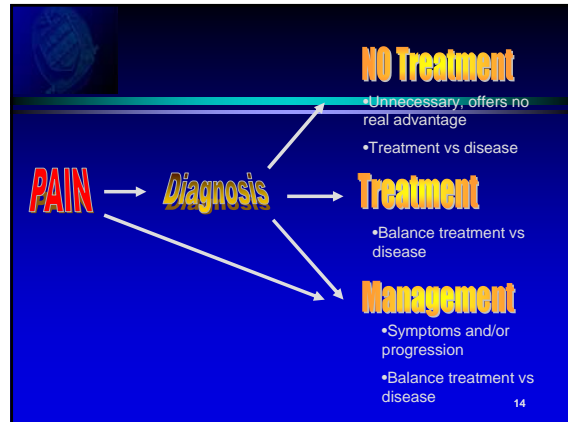 NO Treatment
•Unnecessary, offers no
real advantage
•Treatment vs disease
PAIN
Diagnosis
Treatment
•Balance treatment vs
disease
Management
•Symptoms and/or
progression
•Balance treatment vs
disease
14